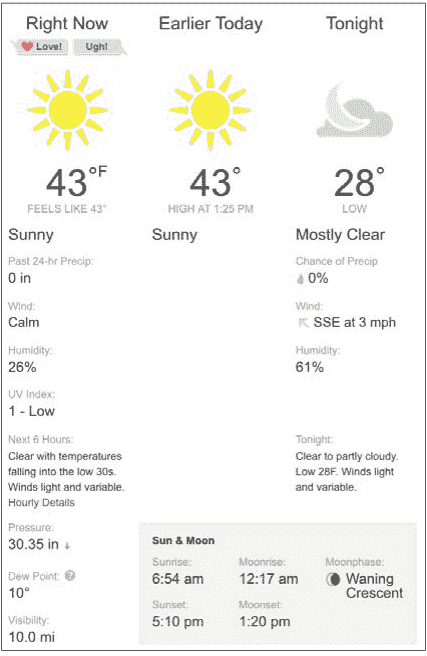 Right Now
Love!
Ugh!
43°F
FEELS LIKE 43°
Sunny
Past 24-hr Precip:
0 in
Wind:
Calm
Humidity:
26%
UV Index:
1 - Low
Next 6 Hours:
Clear with temperatures
falling into the low 30s.
Winds light and variable.
Hourly Details
Pressure:
30.35 in ↓
Dew Point: ?
10°
Visibility:
10.0 mi
Earlier Today
43°
HIGH AT 1:25 PM
Sunny
Tonight
28°
LOW
Mostly Clear
Chance of Precip
0%
Wind:
SSE at 3 mph
Humidity:
61%
Tonight:
Clear to partly cloudy.
Low 28F. Winds light
and variable.
Sun & Moon
Sunrise:
6:54 am
Moonrise:
12:17 am
Moonphase:
Waning
Crescent
Sunset:
5:10 pm
Moonset:
1:20 pm